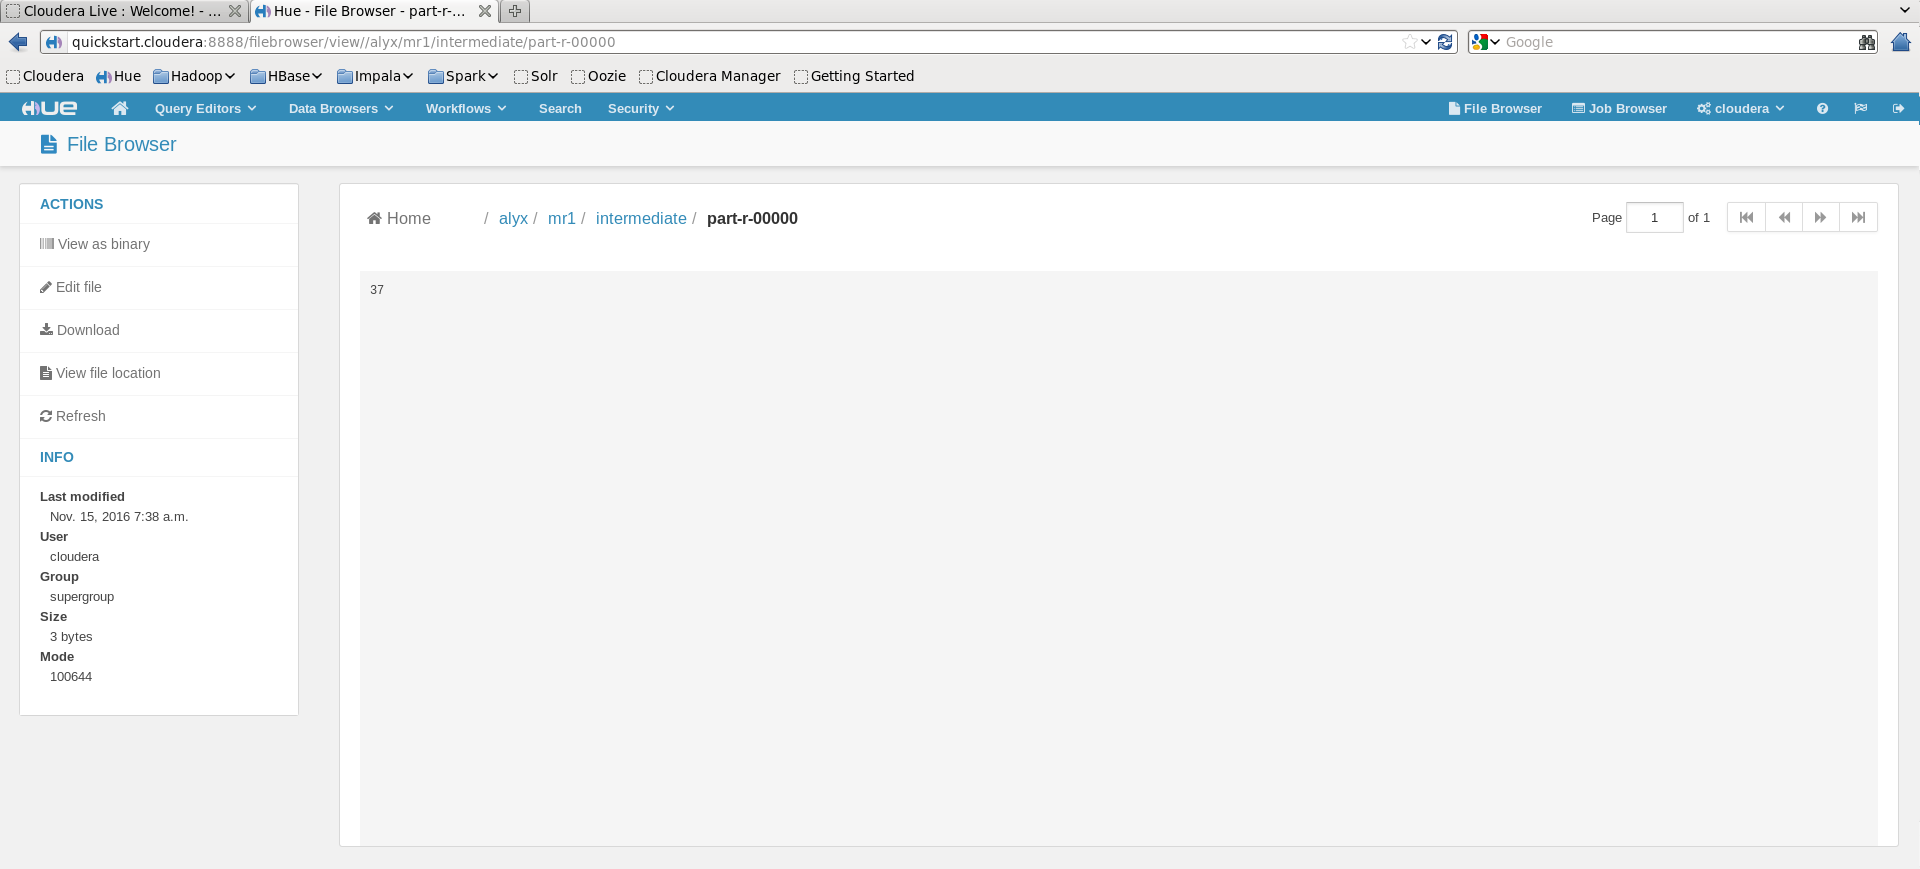 Cloudera Live : Welcome! - ...
Hue - File Browser - part-r-...
quickstart.cloudera:8888/filebrowser/view//alyx/mr1/intermediate/part-r-00000
Google
Cloudera Hue Hadoop HBase Impala Spark Solr Oozie Cloudera Manager Getting Started
HUE Query Editors Data Browsers Workflows Search Security File Browser Job Browser cloudera
File Browser
ACTIONS
View as binary
Edit file
Download
View file location
Refresh
INFO
Last modified
Nov. 15, 2016 7:38 a.m.
User
cloudera
Group
supergroup
Size
3 bytes
Mode
100644
Home / alyx / mr1 / intermediate / part-r-00000
Page 1 of 1
37